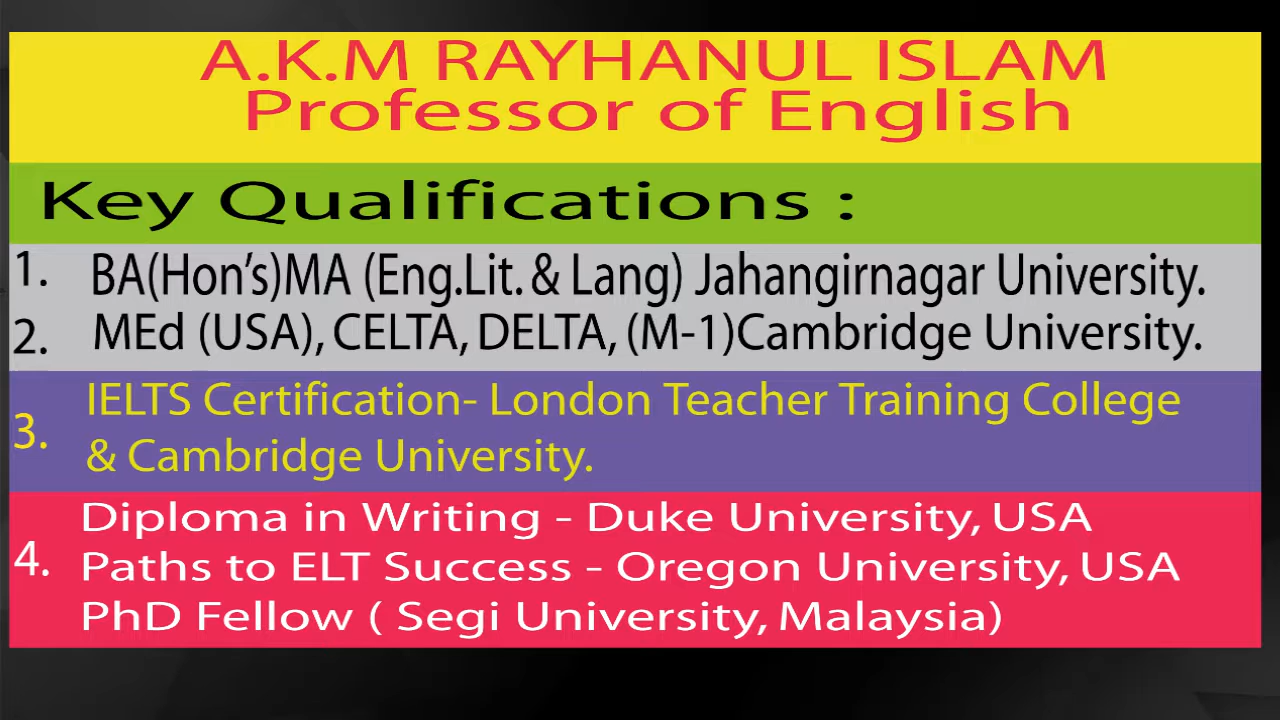 A.K.M RAYHANUL ISLAM
Professor of English
Key Qualifications :
1. BA(Hon’s)MA (Eng.Lit. & Lang) Jahangirnagar University.
2. MEd (USA), CELTA, DELTA, (M-1)Cambridge University.
3. IELTS Certification- London Teacher Training College
& Cambridge University.
Diploma in Writing - Duke University, USA
4. Paths to ELT Success - Oregon University, USA
PhD Fellow ( Segi University, Malaysia)